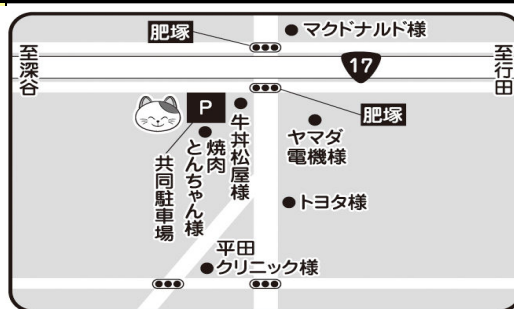 肥塚
マクドナルド様
至深谷
17
至行田
P
肥塚
牛丼松屋様
焼肉
とんちゃん様
共同駐車場
ヤマダ
電機様
トヨタ様
平田
クリニック様